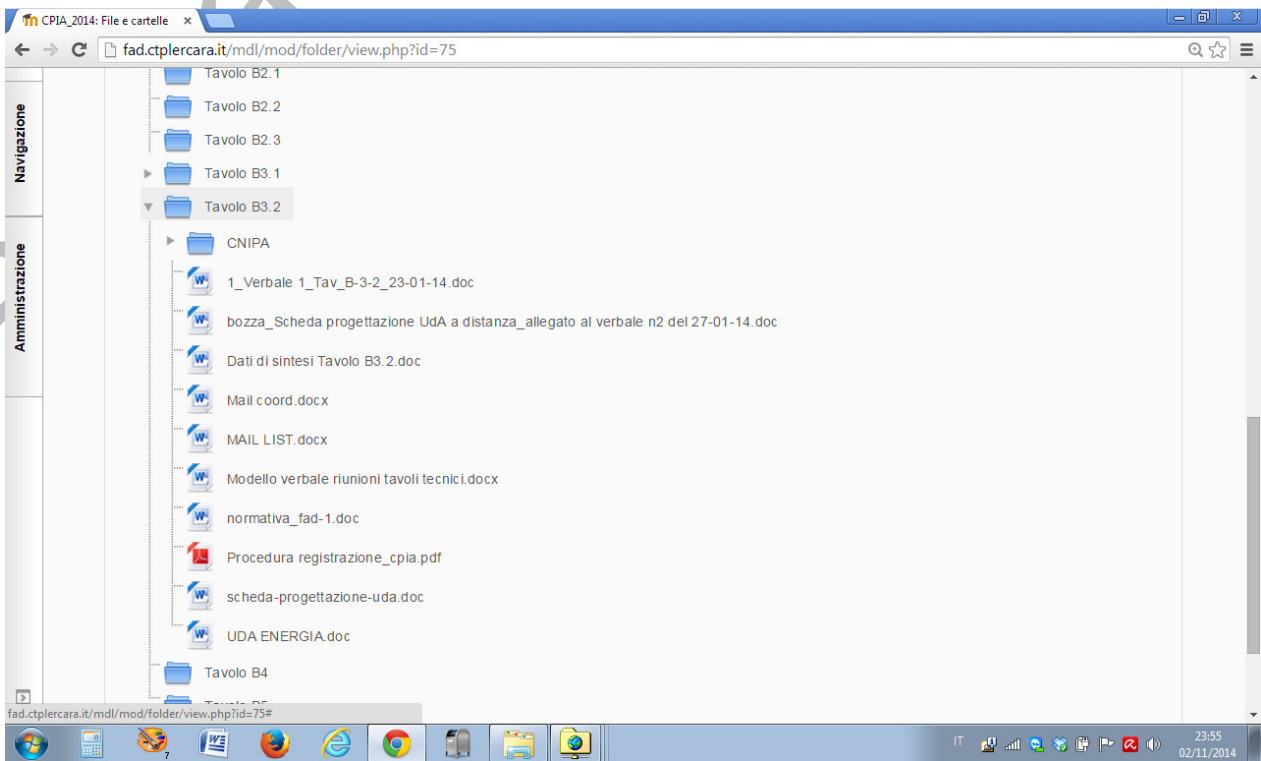 CPIA_2014: File e cartelle
fad.ctplercara.it/mdl/mod/folder/view.php?id=75
Navigazione
Amministrazione
Tavolo B2.1
Tavolo B2.2
Tavolo B2.3
Tavolo B3.1
Tavolo B3.2
CNIPA
1_Verbale 1_Tav_B-3-2_23-01-14.doc
bozza_Scheda progettazione UdA a distanza_allegato al verbale n2 del 27-01-14.doc
Dati di sintesi Tavolo B3.2.doc
Mail coord.docx
MAIL LIST.docx
Modello verbale riunioni tavoli tecnici.docx
normativa_fad-1.doc
Procedura registrazione_cpia.pdf
scheda-progettazione-uda.doc
UDA ENERGIA.doc
Tavolo B4
Tavolo B5
fad.ctplercara.it/mdl/mod/folder/view.php?id=75#
7
IT
23:55
02/11/2014